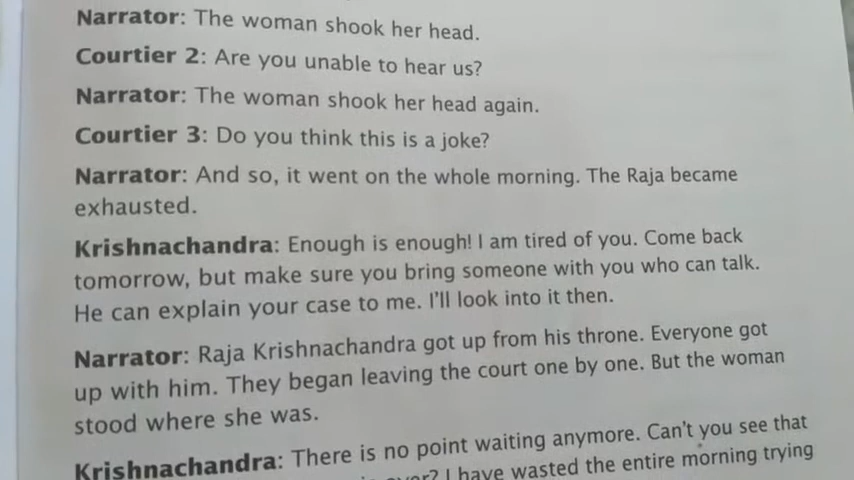 Narrator: The woman shook her head.
Courtier 2: Are you unable to hear us?
Narrator: The woman shook her head again.
Courtier 3: Do you think this is a joke?
Narrator: And so, it went on the whole morning. The Raja became
exhausted.
Krishnachandra: Enough is enough! I am tired of you. Come back
tomorrow, but make sure you bring someone with you who can talk.
He can explain your case to me. I'll look into it then.
Narrator: Raja Krishnachandra got up from his throne. Everyone got
up with him. They began leaving the court one by one. But the woman
stood where she was.
Krishnachandra: There is no point waiting anymore. Can't you see that
over? I have wasted the entire morning trying